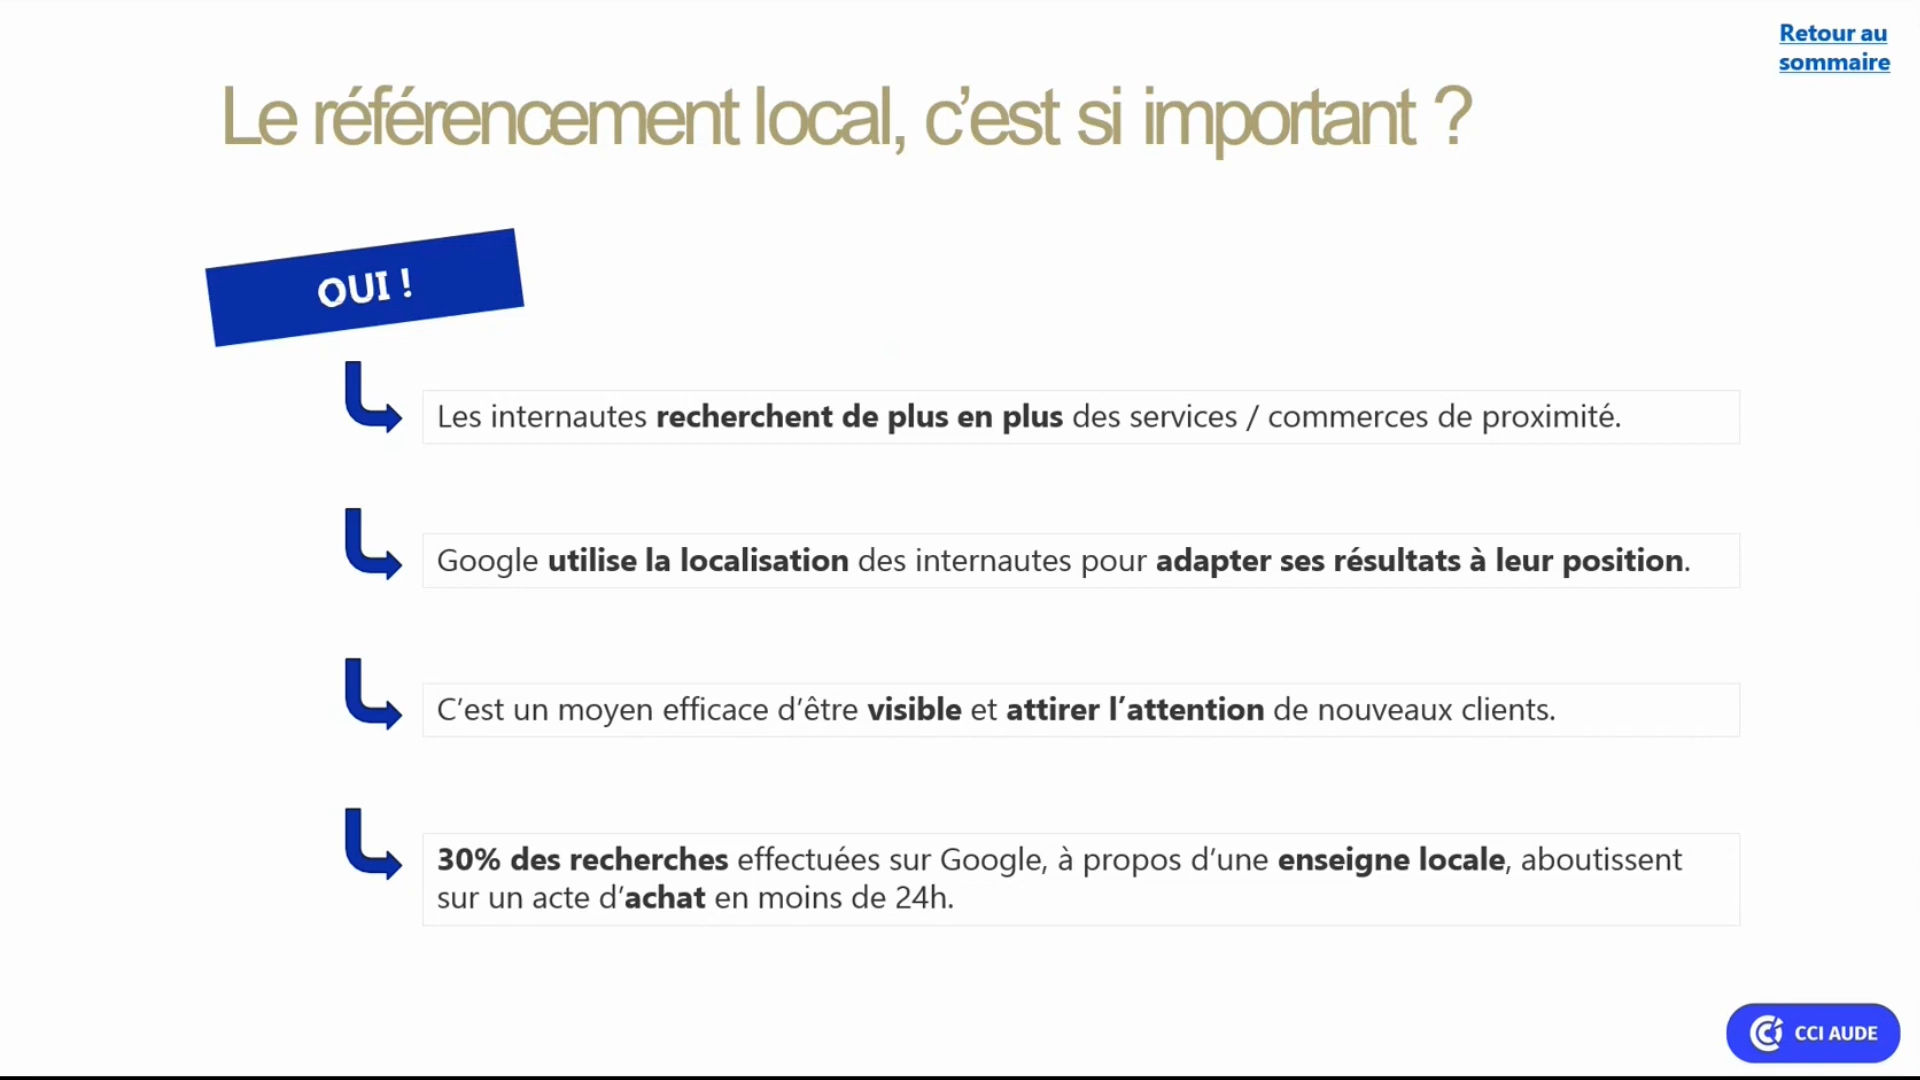 Retour au
sommaire
Le référencement local, c’est si important ?
OUI !
Les internautes recherchent de plus en plus des services / commerces de proximité.
Google utilise la localisation des internautes pour adapter ses résultats à leur position.
C’est un moyen efficace d’être visible et attirer l’attention de nouveaux clients.
30% des recherches effectuées sur Google, à propos d’une enseigne locale, aboutissent
sur un acte d’achat en moins de 24h.
CCI AUDE